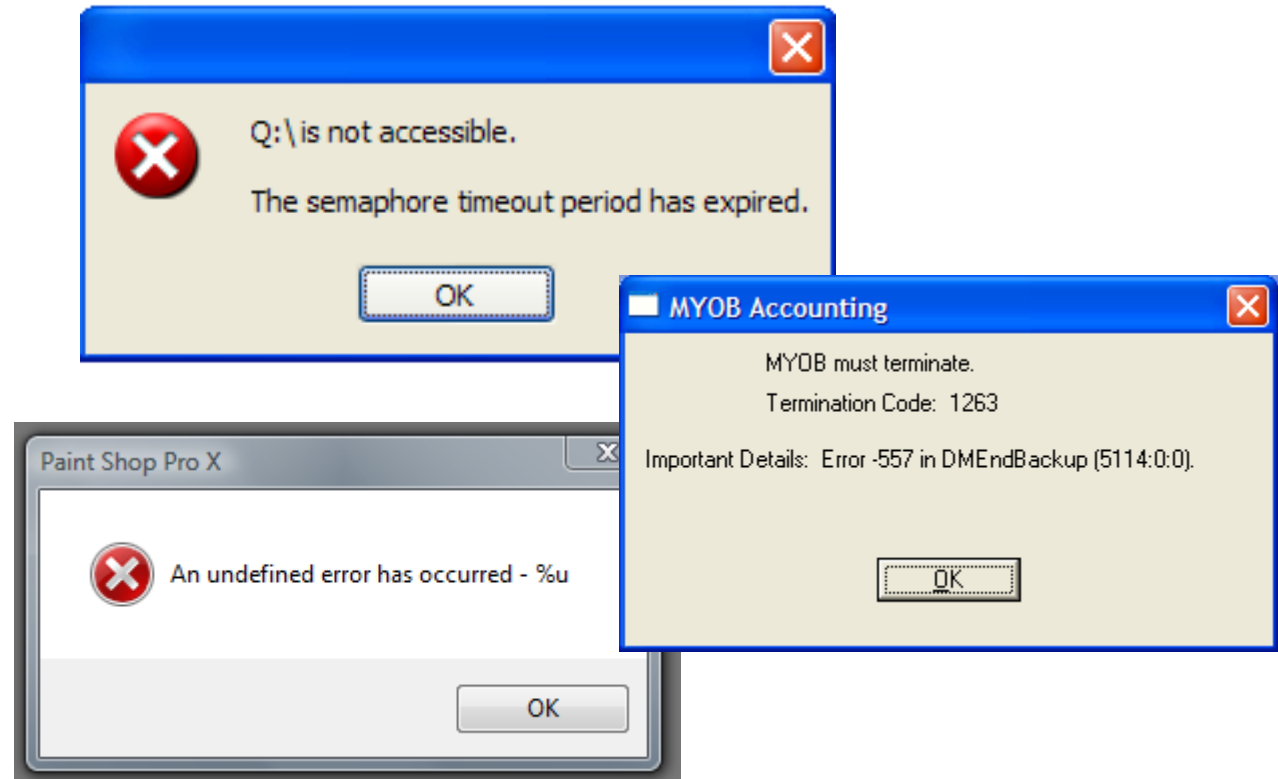 Q:\ is not accessible.
The semaphore timeout period has expired.
OK
MYOB Accounting
MYOB must terminate.
Termination Code: 1263
Important Details: Error -557 in DMEndBackup (5114:0:0).
OK
Paint Shop Pro X
An undefined error has occurred - %u
OK